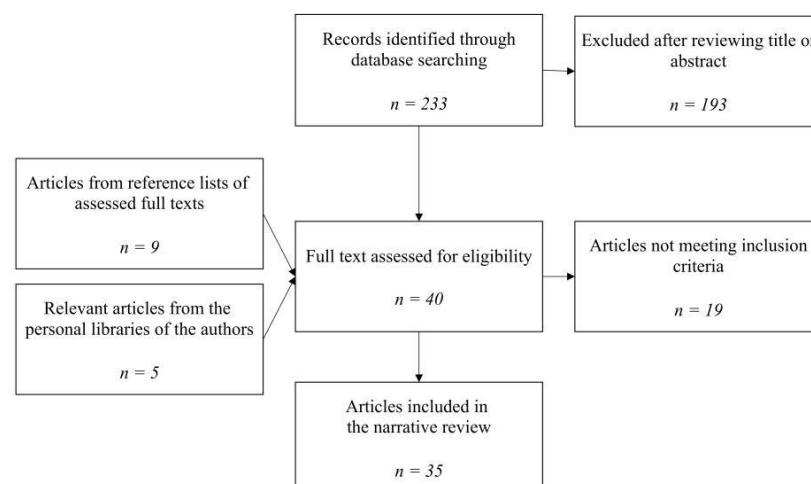 Records identified through
database searching
n = 233
Excluded after reviewing title or
abstract
n = 193
Articles from reference lists of
assessed full texts
n = 9
Relevant articles from the
personal libraries of the authors
n = 5
Full text assessed for eligibility
n = 40
Articles not meeting inclusion
criteria
n = 19
Articles included in
the narrative review
n = 35